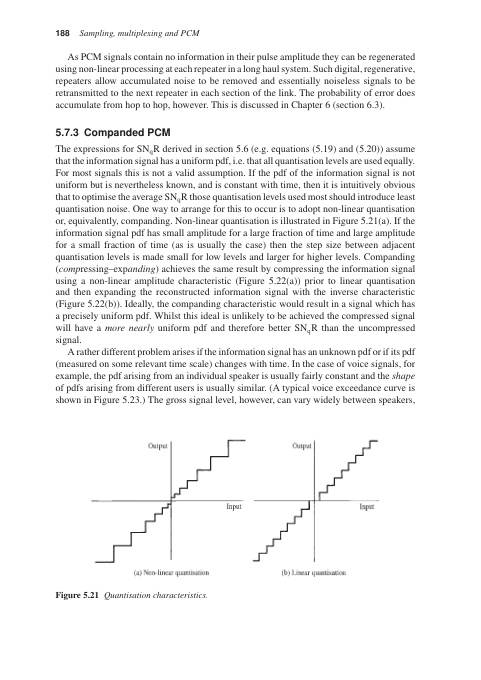 188 Sampling, multiplexing and PCM
As PCM signals contain no information in their pulse amplitude they can be regenerated
using non-linear processing at each repeater in a long haul system. Such digital, regenerative,
repeaters allow accumulated noise to be removed and essentially noiseless signals to be
retransmitted to the next repeater in each section of the link. The probability of error does
accumulate from hop to hop, however. This is discussed in Chapter 6 (section 6.3).
5.7.3 Companded PCM
The expressions for SNqR derived in section 5.6 (e.g. equations (5.19) and (5.20)) assume
that the information signal has a uniform pdf, i.e. that all quantisation levels are used equally.
For most signals this is not a valid assumption. If the pdf of the information signal is not
uniform but is nevertheless known, and is constant with time, then it is intuitively obvious
that to optimise the average SNqR those quantisation levels used most should introduce least
quantisation noise. One way to arrange for this to occur is to adopt non-linear quantisation
or, equivalently, companding. Non-linear quantisation is illustrated in Figure 5.21(a). If the
information signal pdf has small amplitude for a large fraction of time and large amplitude
for a small fraction of time (as is usually the case) then the step size between adjacent
quantisation levels is made small for low levels and larger for higher levels. Companding
(compressing–expanding) achieves the same result by compressing the information signal
using a non-linear amplitude characteristic (Figure 5.22(a)) prior to linear quantisation
and then expanding the reconstructed information signal with the inverse characteristic
(Figure 5.22(b)). Ideally, the companding characteristic would result in a signal which has
a precisely uniform pdf. Whilst this ideal is unlikely to be achieved the compressed signal
will have a more nearly uniform pdf and therefore better SNqR than the uncompressed
signal.
A rather different problem arises if the information signal has an unknown pdf or if its pdf
(measured on some relevant time scale) changes with time. In the case of voice signals, for
example, the pdf arising from an individual speaker is usually fairly constant and the shape
of pdfs arising from different users is usually similar. (A typical voice exceedance curve is
shown in Figure 5.23.) The gross signal level, however, can vary widely between speakers,
Output
Input
(a) Non-linear quantisation
Output
Input
(b) Linear quantisation
Figure 5.21 Quantisation characteristics.